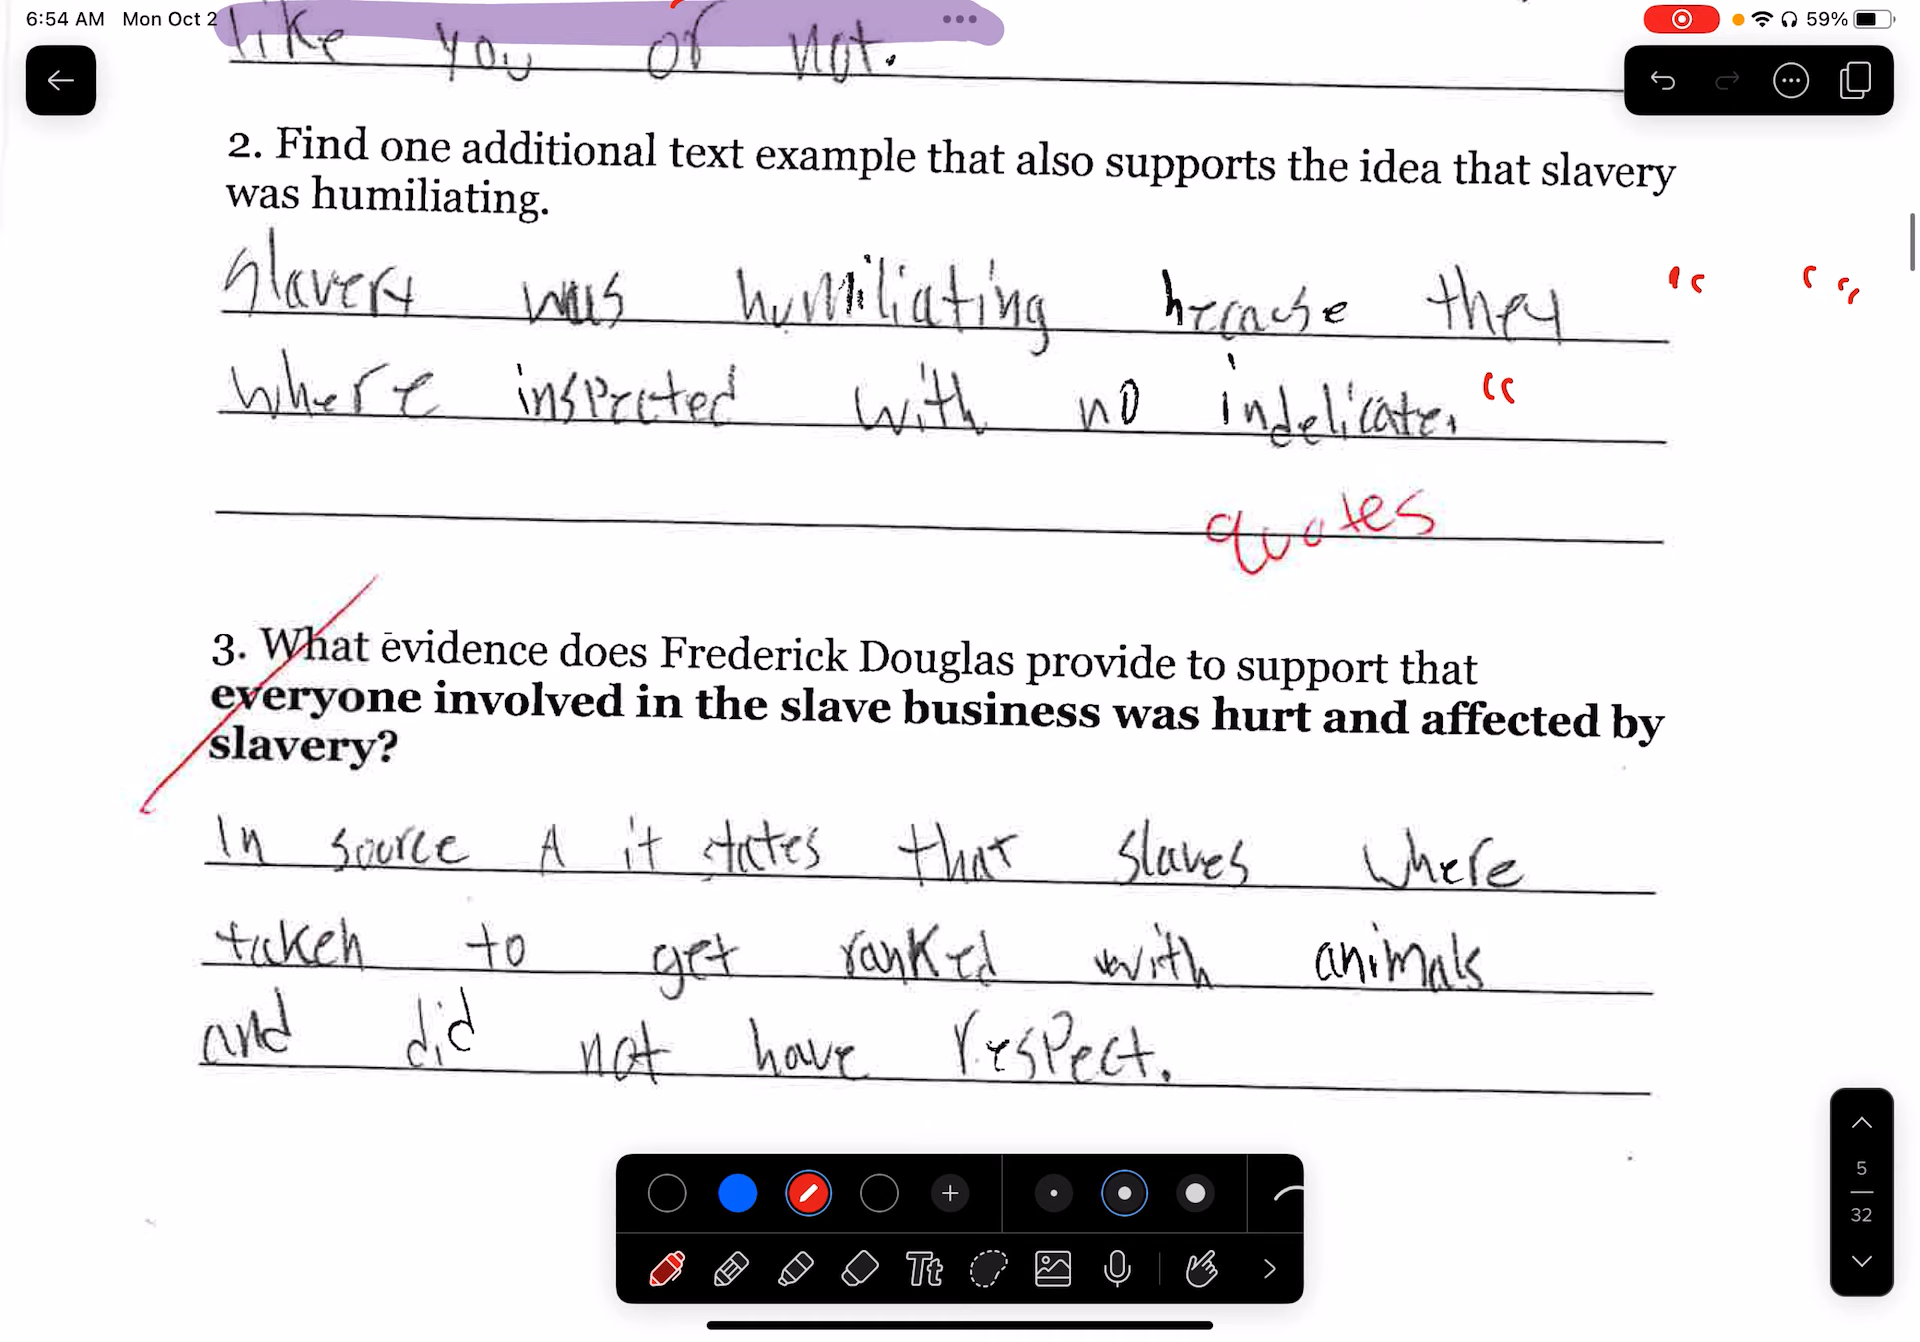 6:54 AM Mon Oct 2
59%
like you or not.
2. Find one additional text example that also supports the idea that slavery
was humiliating.
Slavery was humiliating because they " " "
where inspected with no indelicate. "
quotes
3. What evidence does Frederick Douglas provide to support that
everyone involved in the slave business was hurt and affected by
slavery?
In source A it states that slaves where
taken to get ranked with animals
and did not have respect.
5
32
Tt